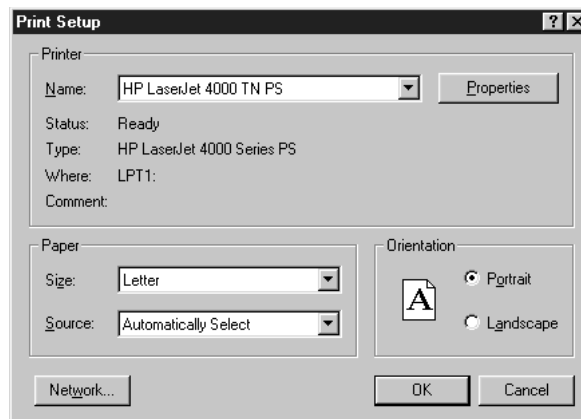 Print Setup
Printer
Name: HP LaserJet 4000 TN PS Properties
Status: Ready
Type: HP LaserJet 4000 Series PS
Where: LPT1:
Comment:
Paper Orientation
Size: Letter Portrait
A
Source: Automatically Select Landscape
Network... OK Cancel